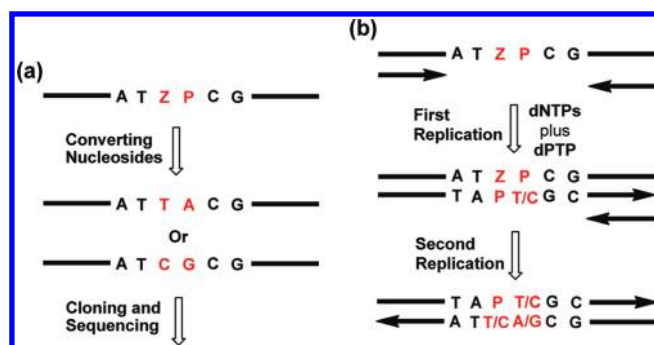 (a)
A T Z P C G
Converting
Nucleosides
A T T A C G
Or
A T C G C G
Cloning and
Sequencing
(b)
A T Z P C G
First
Replication
dNTPs
plus
dPTP
A T Z P C G
T A P T/C G C
Second
Replication
T A P T/C G C
A T T/C A/G C G